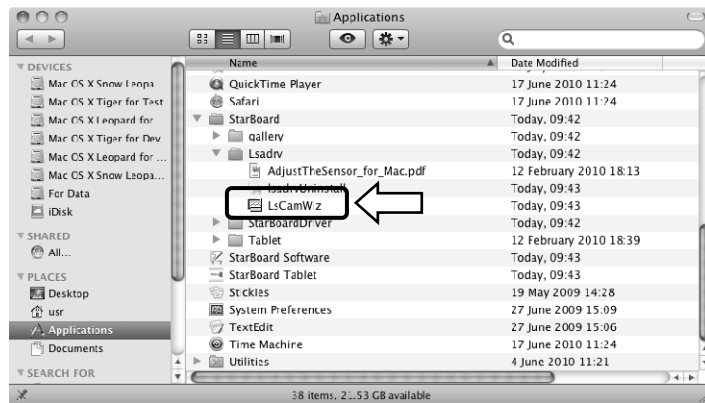 Applications
Name
Date Modified
DEVICES
Mac OS X Snow Leopa...
Mac OS X Tiger for Test
Mac OS X Leopard for ...
Mac OS X Tiger for Dev
Mac OS X Leopard for ...
Mac OS X Snow Leopa...
For Data
iDisk
SHARED
All...
PLACES
Desktop
usr
Applications
Documents
SEARCH FOR
QuickTime Player 17 June 2010 11:24
Safari 17 June 2010 11:24
StarBoard Today, 09:42
gallery Today, 09:42
Lsadrv Today, 09:42
AdjustTheSensor_for_Mac.pdf 12 February 2010 18:13
lsadrvUninstall Today, 09:43
LsCamWiz Today, 09:43
StarBoardDriver Today, 09:42
Tablet 12 February 2010 18:39
StarBoard Software Today, 09:43
StarBoard Tablet Today, 09:43
Stickies 19 May 2009 14:28
System Preferences 27 June 2009 15:09
TextEdit 27 June 2009 15:06
Time Machine 17 June 2010 11:24
Utilities 4 June 2010 11:21
38 items, 21.53 GB available